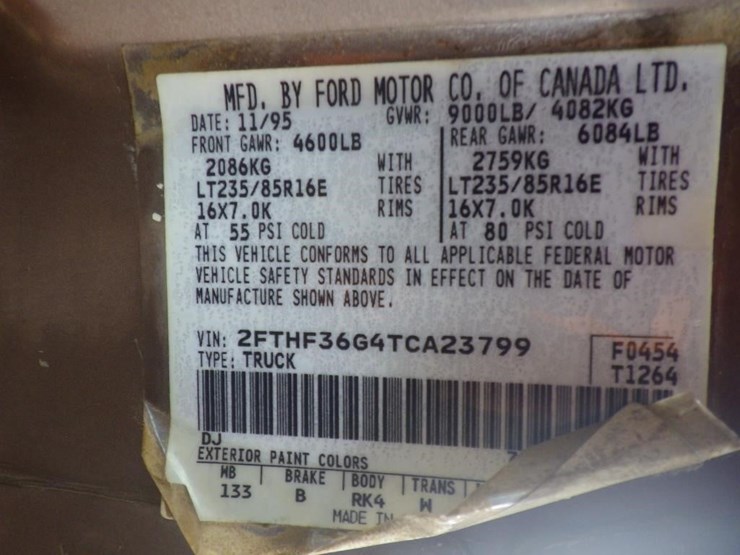 MFD. BY FORD MOTOR CO. OF CANADA LTD.
DATE: 11/95 GVWR: 9000LB/ 4082KG
FRONT GAWR: 4600LB REAR GAWR: 6084LB
2086KG WITH 2759KG WITH
LT235/85R16E TIRES LT235/85R16E TIRES
16X7.0K RIMS 16X7.0K RIMS
AT 55 PSI COLD AT 80 PSI COLD
THIS VEHICLE CONFORMS TO ALL APPLICABLE FEDERAL MOTOR
VEHICLE SAFETY STANDARDS IN EFFECT ON THE DATE OF
MANUFACTURE SHOWN ABOVE.
VIN: 2FTHF36G4TCA23799 F0454
TYPE: TRUCK T1264
DJ
EXTERIOR PAINT COLORS
WB BRAKE BODY TRANS
133 B RK4 W
MADE IN